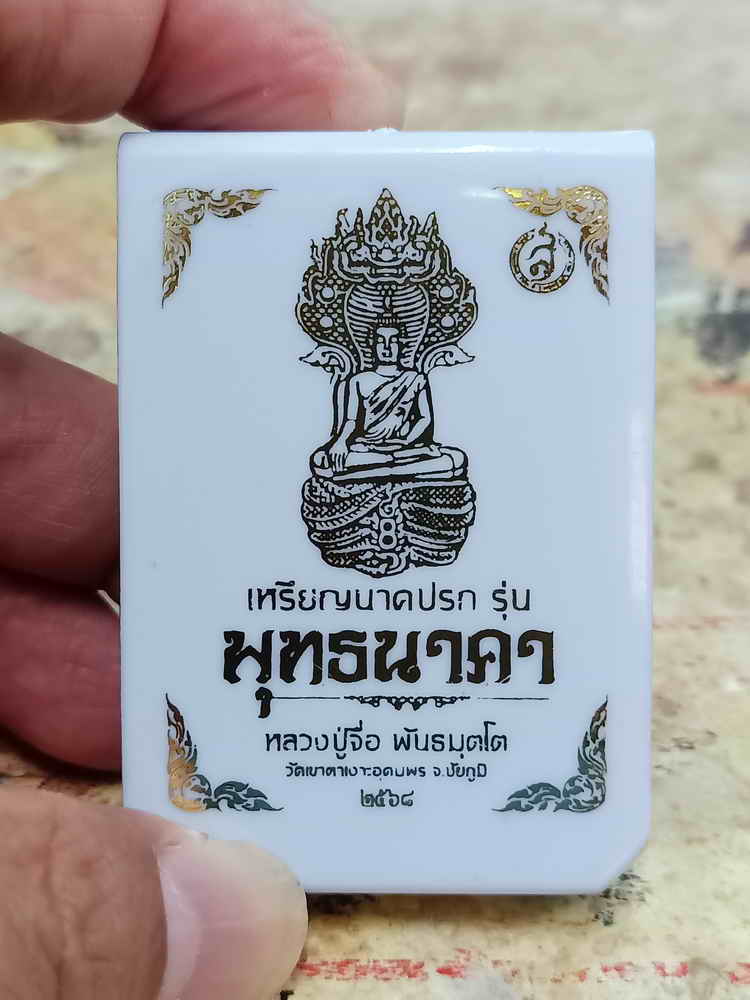 เหรียญนาคปรก รุ่น
พุทธนาคา
หลวงปู่จื่อ พันธมุตโต
วัดเขาตาเงาะอุดมพร จ.ชัยภูมิ
๒๕๖๘